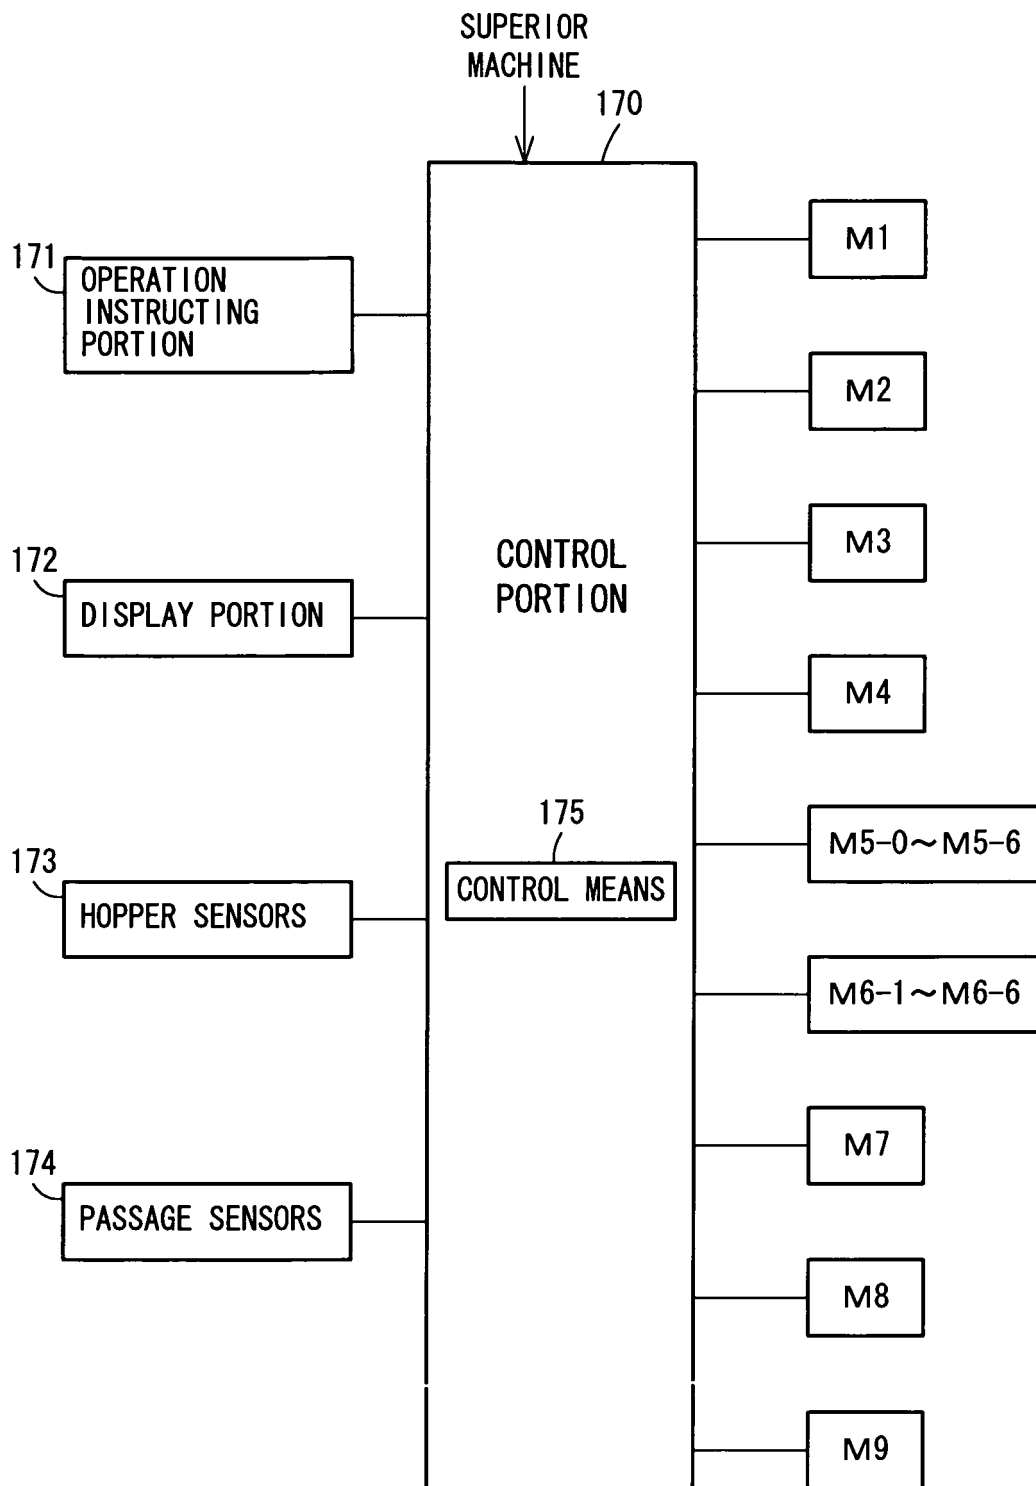 SUPERIOR
MACHINE
170
M1
171
OPERATION
INSTRUCTING
PORTION
M2
172
DISPLAY PORTION
CONTROL
PORTION
M3
M4
175
CONTROL MEANS
M5-0~M5-6
173
HOPPER SENSORS
M6-1~M6-6
M7
174
PASSAGE SENSORS
M8
M9